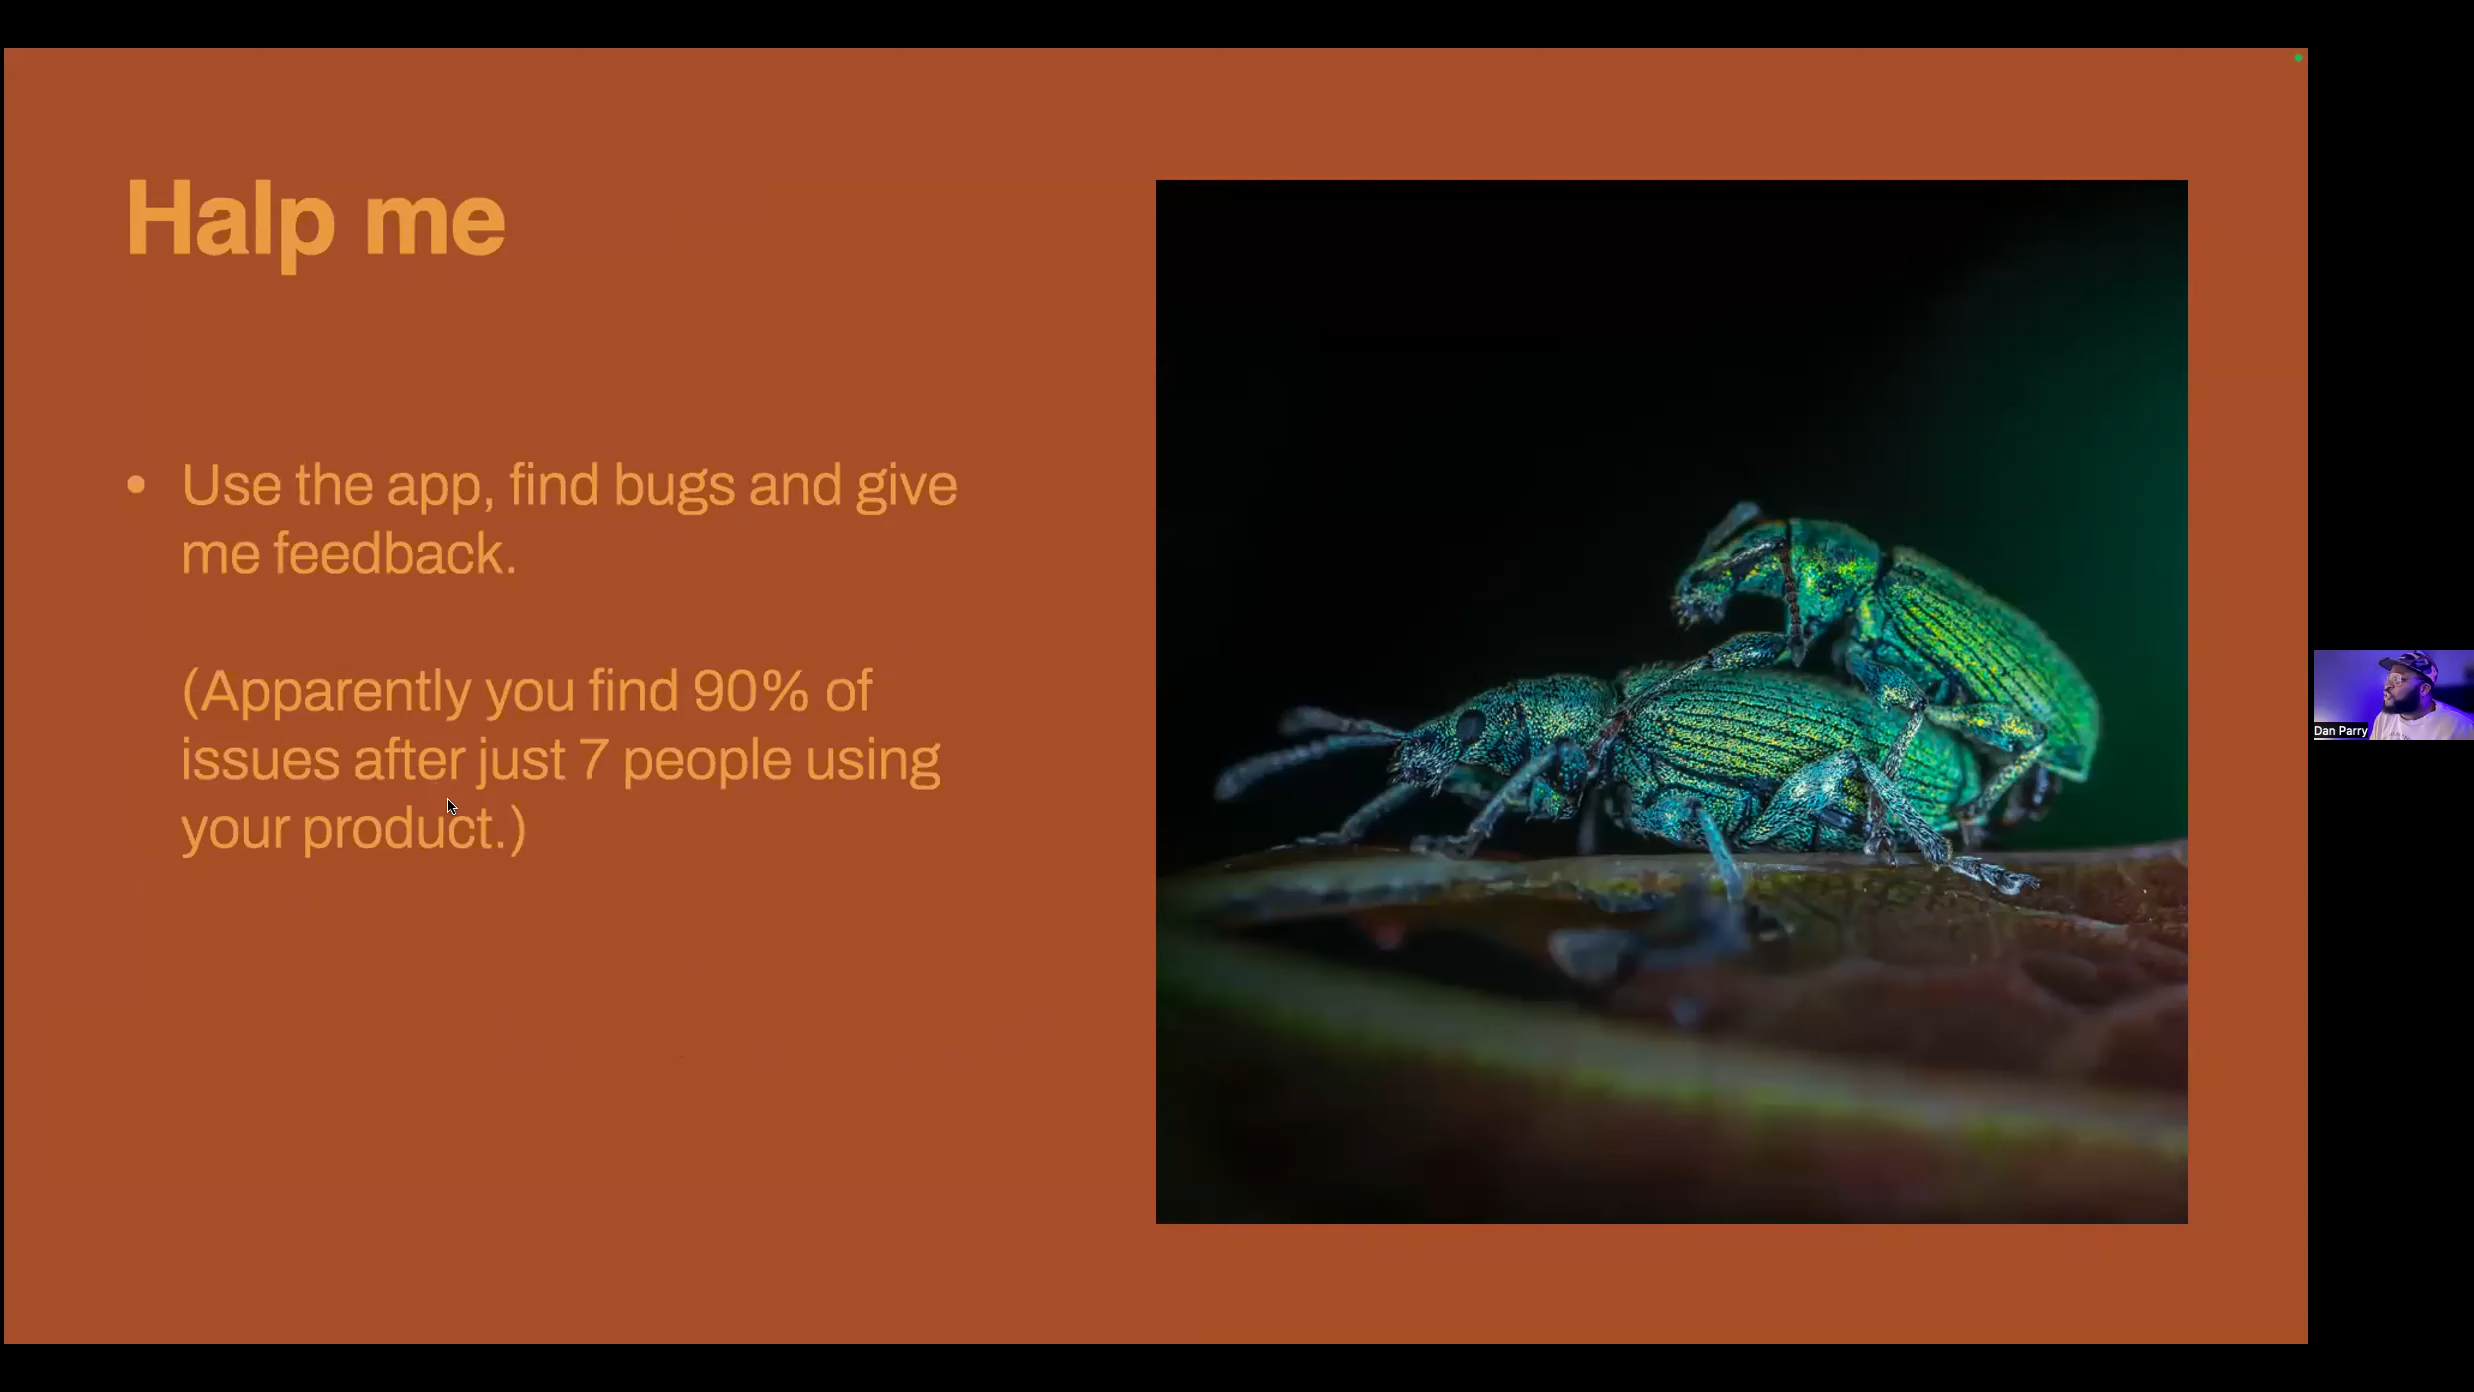 Halp me
• Use the app, find bugs and give
me feedback.
(Apparently you find 90% of
issues after just 7 people using
your product.)
Dan Parry